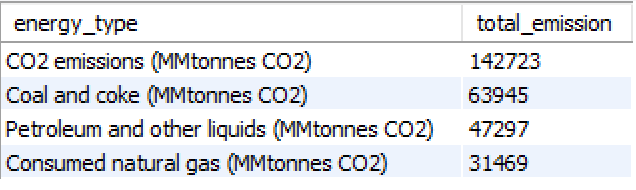 energy_type total_emission
CO2 emissions (MMtonnes CO2) 142723
Coal and coke (MMtonnes CO2) 63945
Petroleum and other liquids (MMtonnes CO2) 47297
Consumed natural gas (MMtonnes CO2) 31469